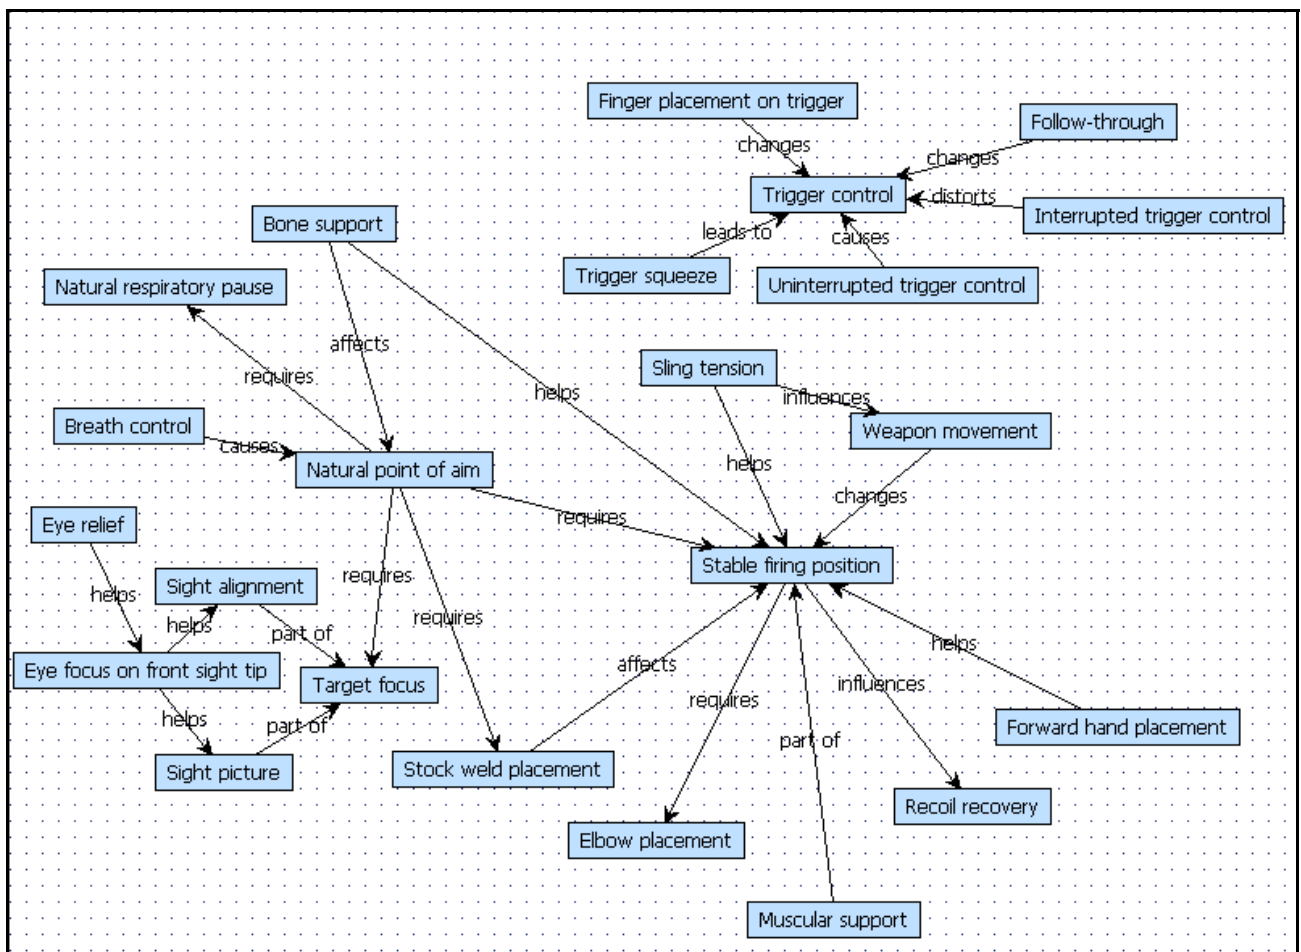 Finger placement on trigger
Follow-through
changes
changes
Trigger control
distorts
Interrupted trigger control
Bone support
leads to
causes
Trigger squeeze
Uninterrupted trigger control
Natural respiratory pause
affects
Sling tension
requires
helps
influences
Breath control
causes
Weapon movement
Natural point of aim
helps
changes
Eye relief
requires
Stable firing position
Sight alignment
requires
helps
helps
part of
requires
helps
Eye focus on front sight tip
affects
Target focus
influences
requires
helps
part of
Forward hand placement
part of
Sight picture
Stock weld placement
Recoil recovery
Elbow placement
Muscular support